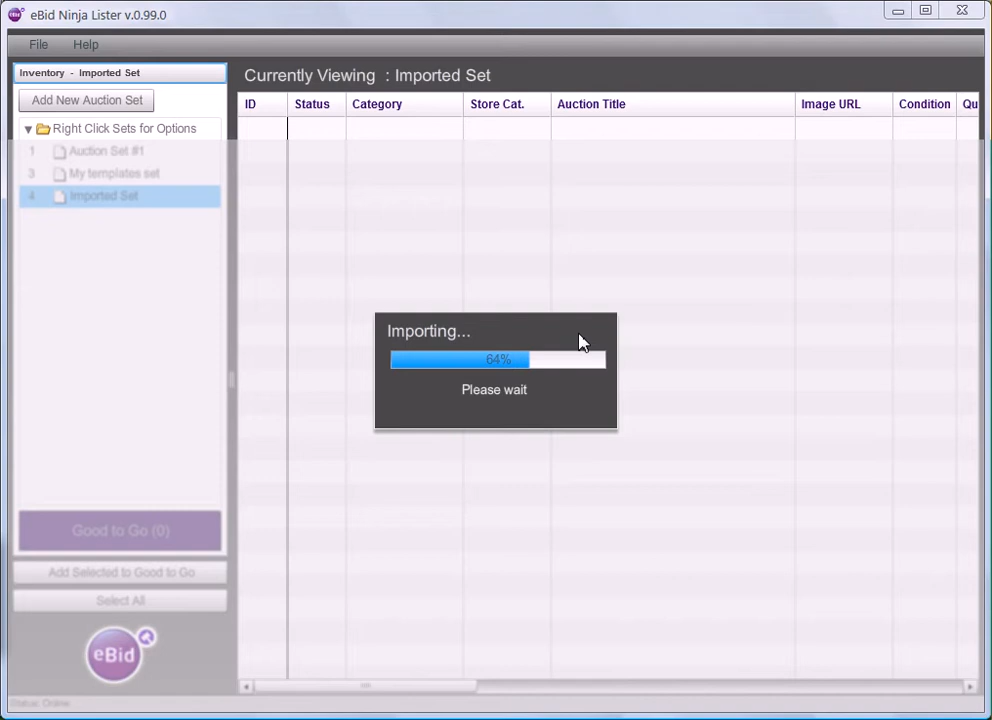 eBid Ninja Lister v.0.99.0
File Help
Inventory - Imported Set
Currently Viewing : Imported Set
Add New Auction Set
ID Status Category Store Cat. Auction Title Image URL Condition Qu
Right Click Sets for Options
1 Auction Set #1
3 My templates set
4 Imported Set
Importing...
64%
Please wait
Good to Go (0)
Add Selected to Good to Go
Select All
eBid
Status: Online